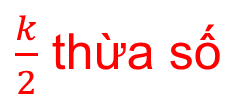 k/2 thừa số